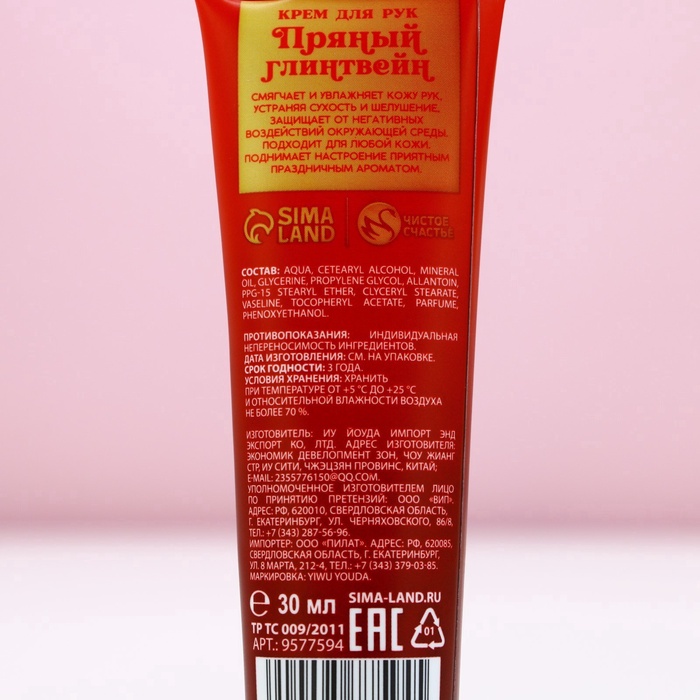 КРЕМ ДЛЯ РУК
Пряный
глинтвейн
СМЯГЧАЕТ И УВЛАЖНЯЕТ КОЖУ РУК,
УСТРАНЯЯ СУХОСТЬ И ШЕЛУШЕНИЕ,
ЗАЩИЩАЕТ ОТ НЕГАТИВНЫХ
ВОЗДЕЙСТВИЙ ОКРУЖАЮЩЕЙ СРЕДЫ.
ПОДХОДИТ ДЛЯ ЛЮБОЙ КОЖИ.
ПОДНИМАЕТ НАСТРОЕНИЕ ПРИЯТНЫМ
ПРАЗДНИЧНЫМ АРОМАТОМ.
SIMA
LAND
ЧИСТОЕ
СЧАСТЬЕ
СОСТАВ: AQUA, CETEARYL ALCOHOL, MINERAL
OIL, GLYCERINE, PROPYLENE GLYCOL, ALLANTOIN,
PPG-15 STEARYL ETHER, GLYCERYL STEARATE,
VASELINE, TOCOPHERYL ACETATE, PARFUME,
PHENOXYETHANOL.
ПРОТИВОПОКАЗАНИЯ: ИНДИВИДУАЛЬНАЯ
НЕПЕРЕНОСИМОСТЬ ИНГРЕДИЕНТОВ.
ДАТА ИЗГОТОВЛЕНИЯ: СМ. НА УПАКОВКЕ.
СРОК ГОДНОСТИ: 3 ГОДА.
УСЛОВИЯ ХРАНЕНИЯ: ХРАНИТЬ
ПРИ ТЕМПЕРАТУРЕ ОТ +5 °С ДО +25 °С
И ОТНОСИТЕЛЬНОЙ ВЛАЖНОСТИ ВОЗДУХА
НЕ БОЛЕЕ 70 %.
ИЗГОТОВИТЕЛЬ: ИУ ЙОУДА ИМПОРТ ЭНД
ЭКСПОРТ КО, ЛТД. АДРЕС ИЗГОТОВИТЕЛЯ:
ЭКОНОМИК ДЕВЕЛОПМЕНТ ЗОН, ЧОУ ЖИАНГ
СТР, ИУ СИТИ, ЧЖЭЦЗЯН ПРОВИНС, КИТАЙ;
E-MAIL: 2355776150@QQ.COM.
УПОЛНОМОЧЕННОЕ ИЗГОТОВИТЕЛЕМ ЛИЦО
ПО ПРИНЯТИЮ ПРЕТЕНЗИЙ: ООО «ВИП».
АДРЕС: РФ, 620010, СВЕРДЛОВСКАЯ ОБЛАСТЬ,
Г. ЕКАТЕРИНБУРГ, УЛ. ЧЕРНЯХОВСКОГО, 86/8,
ТЕЛ.: +7 (343) 287-56-96.
ИМПОРТЕР: ООО «ПИЛАТ». АДРЕС: РФ, 620085,
СВЕРДЛОВСКАЯ ОБЛАСТЬ, Г. ЕКАТЕРИНБУРГ,
УЛ. 8 МАРТА, 212-4, ТЕЛ.: +7 (343) 379-03-85.
МАРКИРОВКА: YIWU YOUDA.
℮ 30 МЛ SIMA-LAND.RU
ТР ТС 009/2011 EAC 01
АРТ.: 9577594